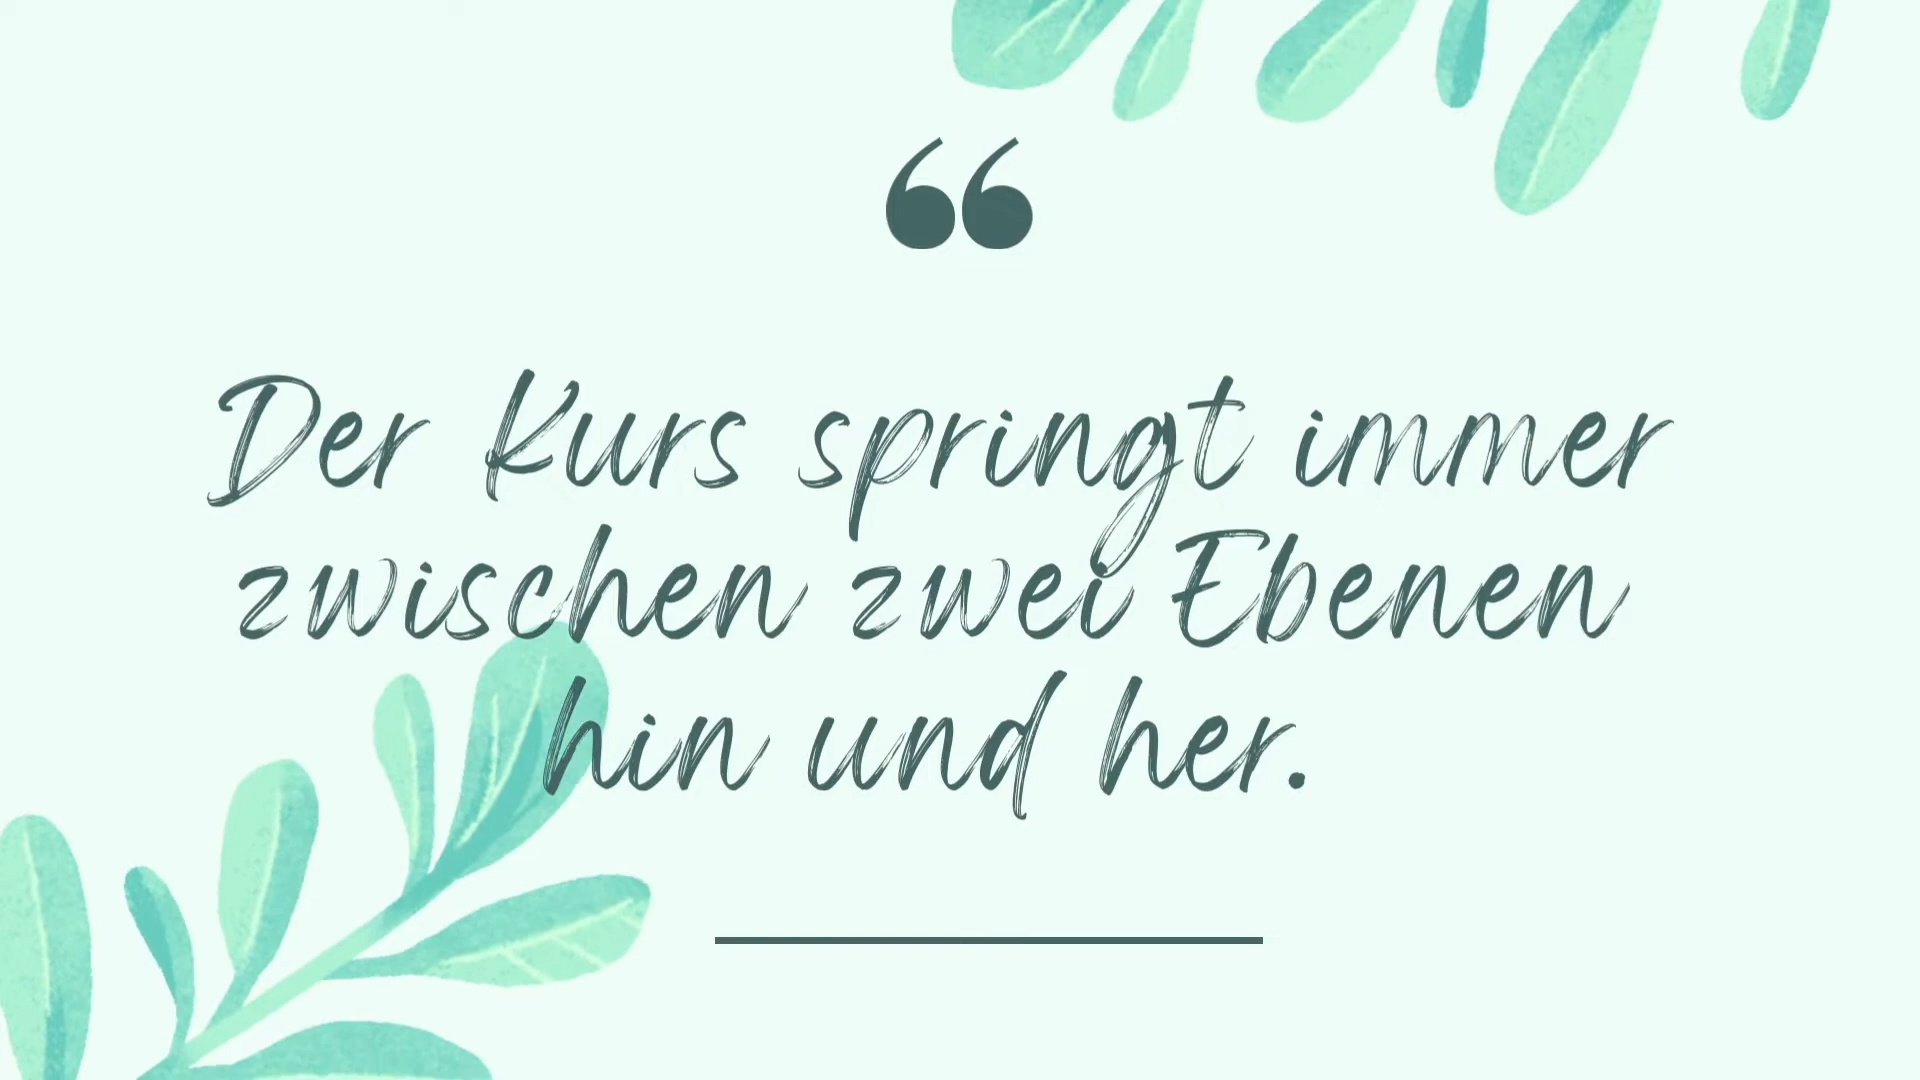 “
Der Kurs springt immer
zwischen zwei Ebenen
hin und her.